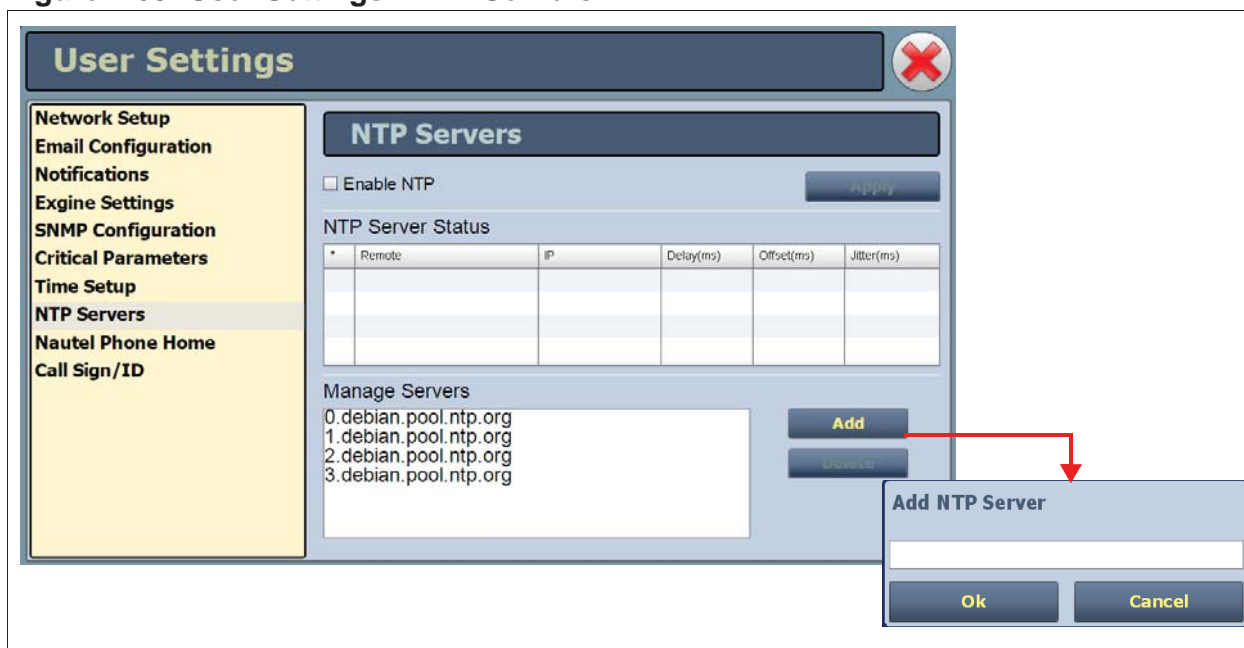 User Settings
Network Setup
Email Configuration
Notifications
Exgine Settings
SNMP Configuration
Critical Parameters
Time Setup
NTP Servers
Nautel Phone Home
Call Sign/ID
NTP Servers
Enable NTP
Apply
NTP Server Status
* Remote IP Delay(ms) Offset(ms) Jitter(ms)
Manage Servers
0.debian.pool.ntp.org
1.debian.pool.ntp.org
2.debian.pool.ntp.org
3.debian.pool.ntp.org
Add
Delete
Add NTP Server
Ok Cancel